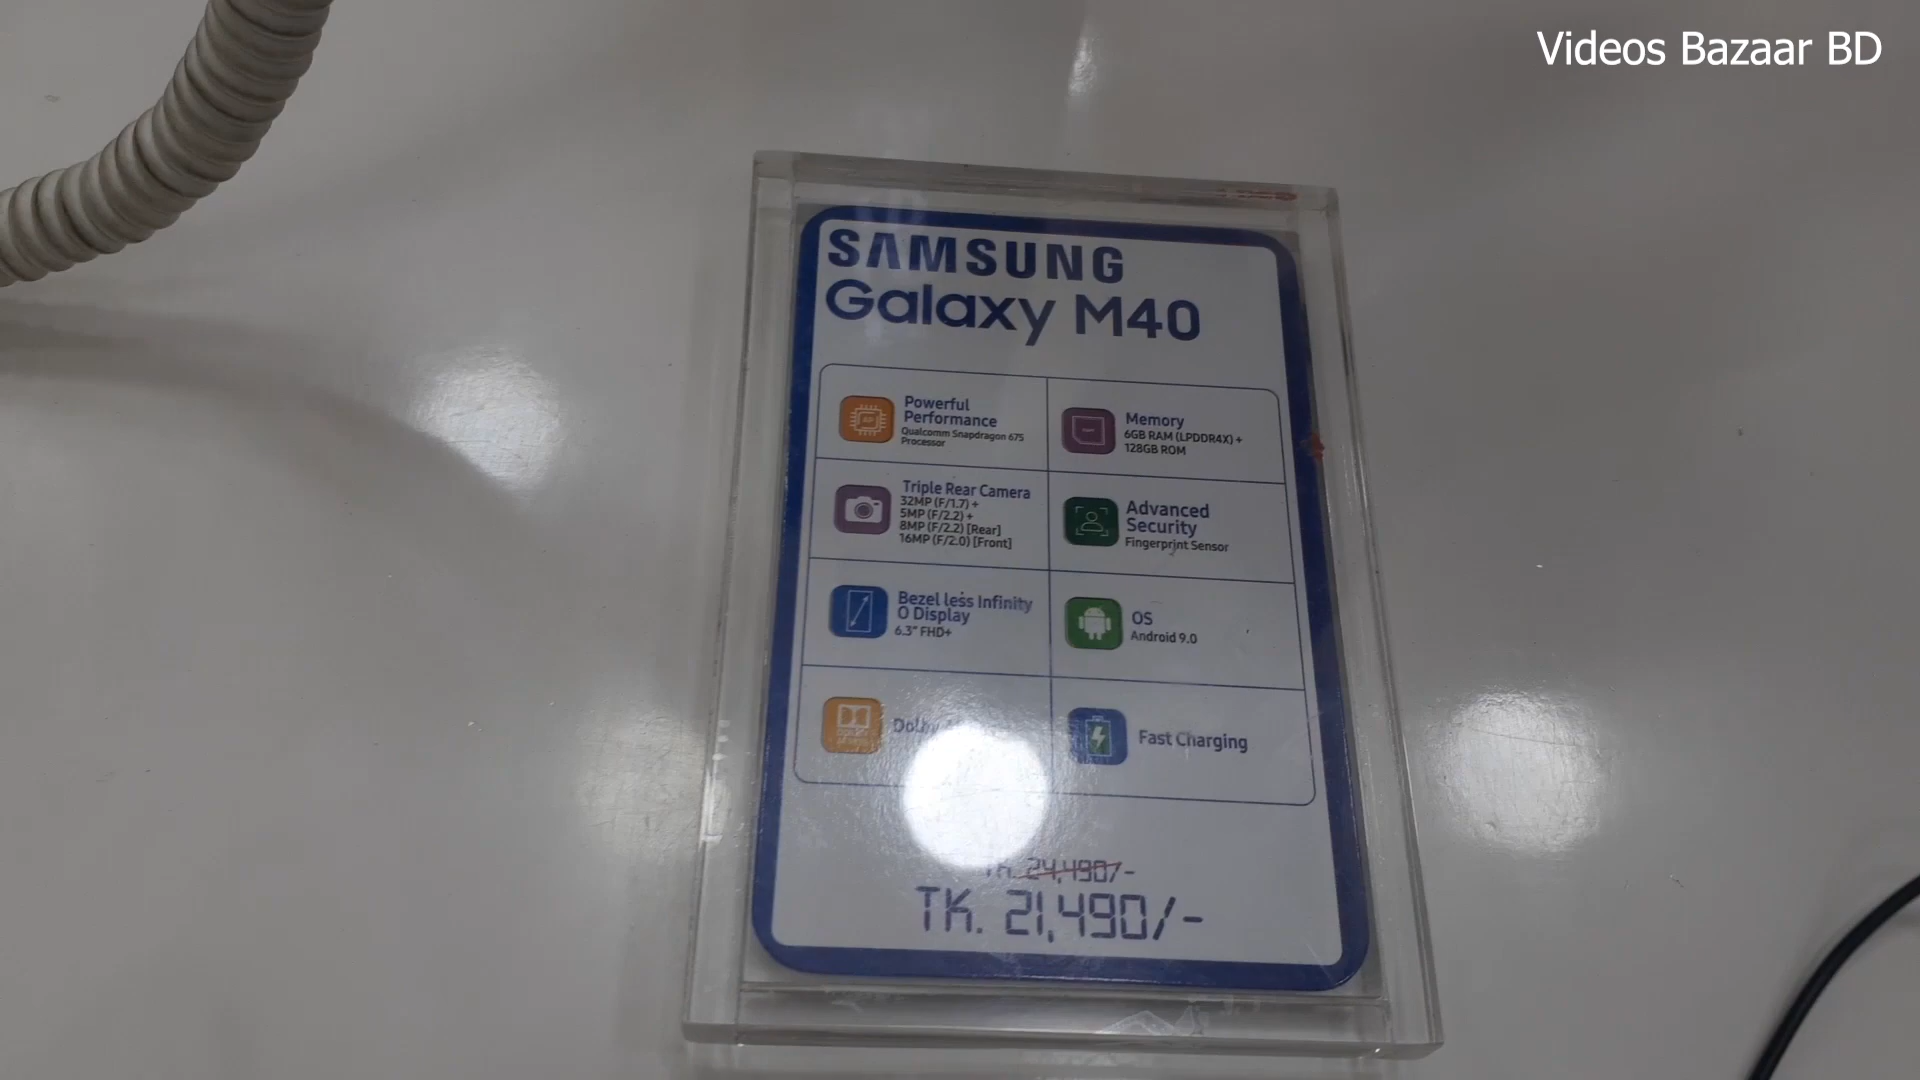 Videos Bazaar BD
SAMSUNG
Galaxy M40
Powerful
Performance
Qualcomm Snapdragon 675
Processor
Memory
6GB RAM (LPDDR4X) +
128GB ROM
Triple Rear Camera
32MP (F/1.7) +
5MP (F/2.2) +
8MP (F/2.2) [Rear]
16MP (F/2.0) [Front]
Advanced
Security
Fingerprint Sensor
Bezel less Infinity
O Display
6.3" FHD+
OS
Android 9.0
Dolby
Fast Charging
TK. 24,490/-
TK. 21,490/-